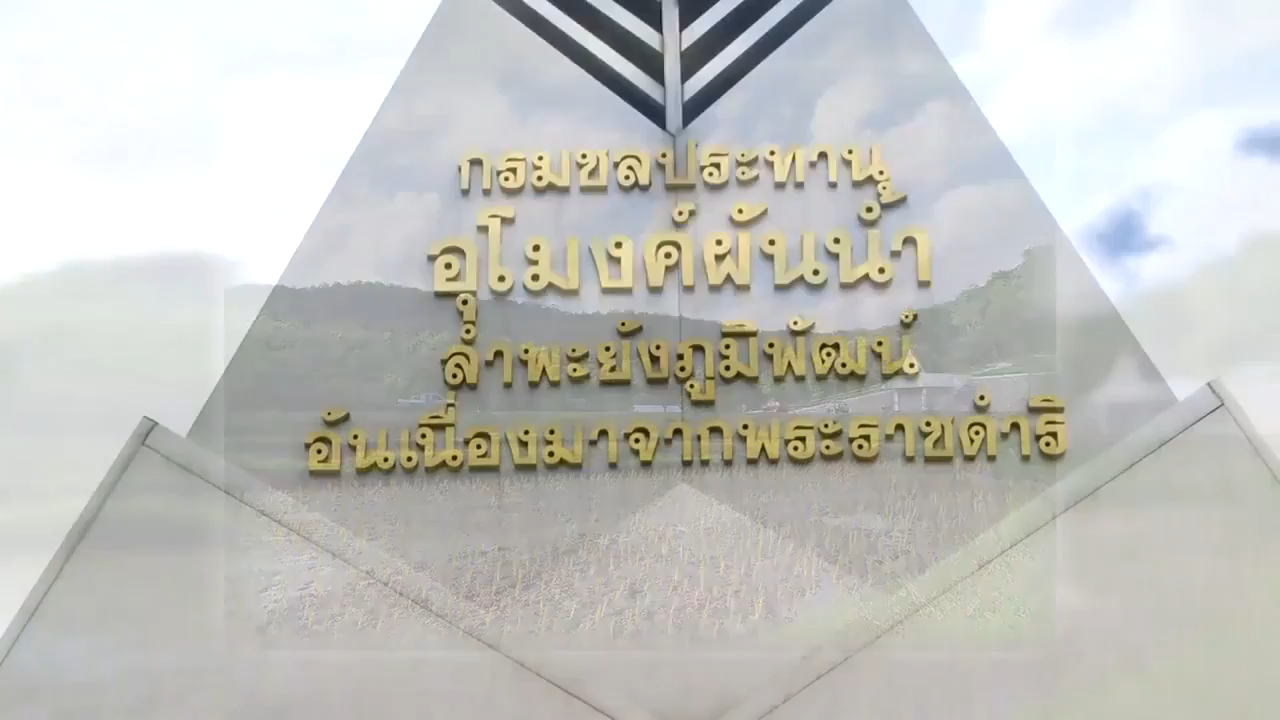 กรมชลประทาน
อุโมงค์ผันน้ำ
ลำพะยังภูมิพัฒน์
อันเนื่องมาจากพระราชดำริ